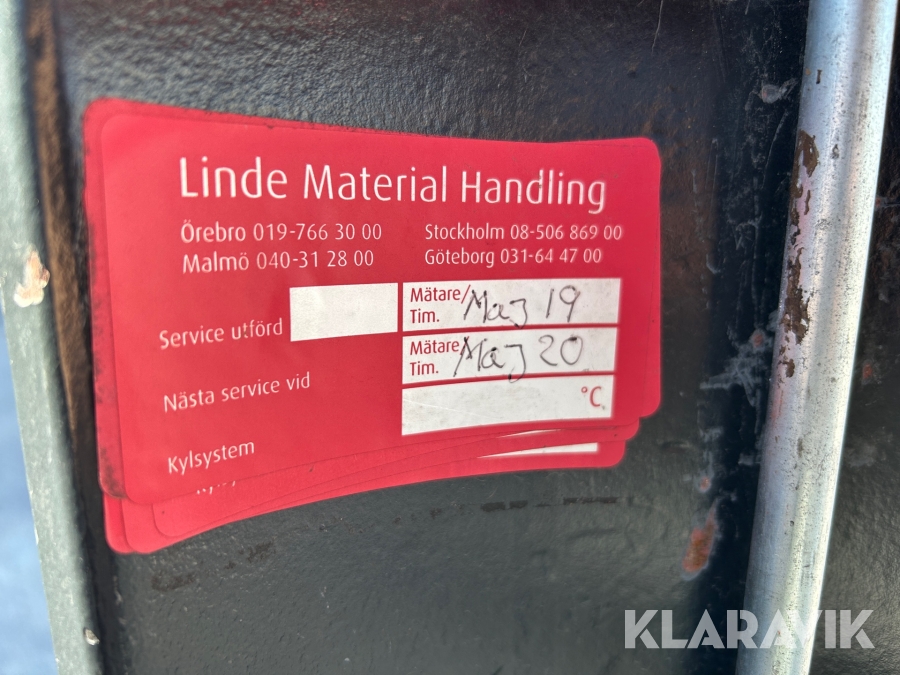 Linde Material Handling
Örebro 019-766 30 00 Stockholm 08-506 869 00
Malmö 040-31 28 00 Göteborg 031-64 47 00
Service utförd Mätare/Tim. Maj 19
Nästa service vid Mätare/Tim. Maj 20
Kylsystem °C
KLARAVIK